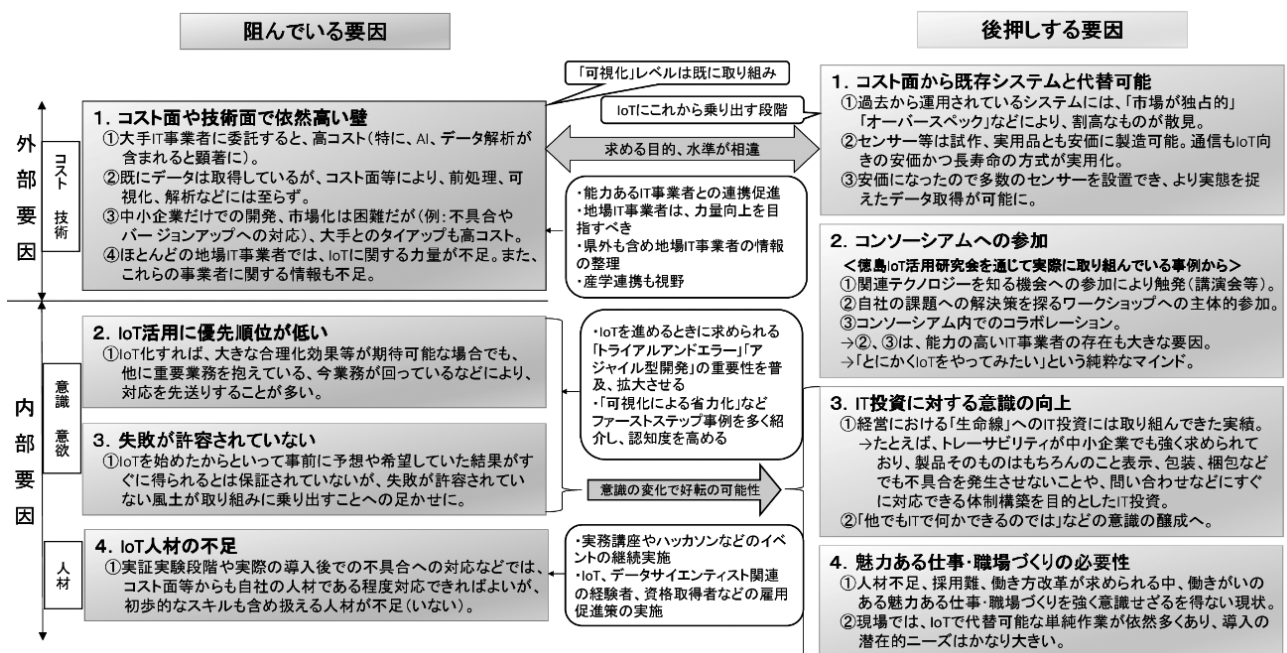 阻んでいる要因
後押しする要因
「可視化」レベルは既に取り組み
IoTにこれから乗り出す段階
求める目的、水準が相違
外部要因
コスト 技術
1．コスト面や技術面で依然高い壁
①大手IT事業者に委託すると、高コスト(特に、AI、データ解析が
含まれると顕著に)。
②既にデータは取得しているが、コスト面等により、前処理、可
視化、解析などには至らず。
③中小企業だけでの開発、市場化は困難だが(例:不具合や
バージョンアップへの対応)、大手とのタイアップも高コスト。
④ほとんどの地場IT事業者では、IoTに関する力量が不足。また、
これらの事業者に関する情報も不足。
・能力あるIT事業者との連携促進
・地場IT事業者は、力量向上を目
指すべき
・県外も含め地場IT事業者の情報
の整理
・産学連携も視野
内部要因
意識 意欲
2．IoT活用に優先順位が低い
①IoT化すれば、大きな合理化効果等が期待可能な場合でも、
他に重要業務を抱えている、今業務が回っているなどにより、
対応を先送りすることが多い。
3．失敗が許容されていない
①IoTを始めたからといって事前に予想や希望していた結果がす
ぐに得られるとは保証されていないが、失敗が許容されてい
ない風土が取り組みに乗り出すことへの足かせに。
・IoTを進めるときに求められる
「トライアルアンドエラー」「ア
ジャイル型開発」の重要性を普
及、拡大させる
・「可視化による省力化」など
ファーストステップ事例を多く紹
介し、認知度を高める
意識の変化で好転の可能性
人材
4．IoT人材の不足
①実証実験段階や実際の導入後での不具合への対応などでは、
コスト面等からも自社の人材である程度対応できればよいが、
初歩的なスキルも含め扱える人材が不足(いない)。
・実務講座やハッカソンなどのイベ
ントの継続実施
・IoT、データサイエンティスト関連
の経験者、資格取得者などの雇用
促進策の実施
1．コスト面から既存システムと代替可能
①過去から運用されているシステムには、「市場が独占的」
「オーバースペック」などにより、割高なものが散見。
②センサー等は試作、実用品とも安価に製造可能。通信もIoT向
きの安価かつ長寿命の方式が実用化。
③安価になったので多数のセンサーを設置でき、より実態を捉
えたデータ取得が可能に。
2．コンソーシアムへの参加
＜徳島IoT活用研究会を通じて実際に取り組んでいる事例から＞
①関連テクノロジーを知る機会への参加により触発(講演会等)。
②自社の課題への解決策を探るワークショップへの主体的参加。
③コンソーシアム内でのコラボレーション。
→②、③は、能力の高いIT事業者の存在も大きな要因。
→「とにかくIoTをやってみたい」という純粋なマインド。
3．IT投資に対する意識の向上
①経営における「生命線」へのIT投資には取り組んできた実績。
→たとえば、トレーサビリティが中小企業でも強く求められて
おり、製品そのものはもちろんのこと表示、包装、梱包など
でも不具合を発生させないことや、問い合わせなどにすぐ
に対応できる体制構築を目的としたIT投資。
②「他でもITで何かできるのでは」などの意識の醸成へ。
4．魅力ある仕事・職場づくりの必要性
①人材不足、採用難、働き方改革が求められる中、働きがいの
ある魅力ある仕事・職場づくりを強く意識せざるを得ない現状。
②現場では、IoTで代替可能な単純作業が依然多くあり、導入の
潜在的ニーズはかなり大きい。